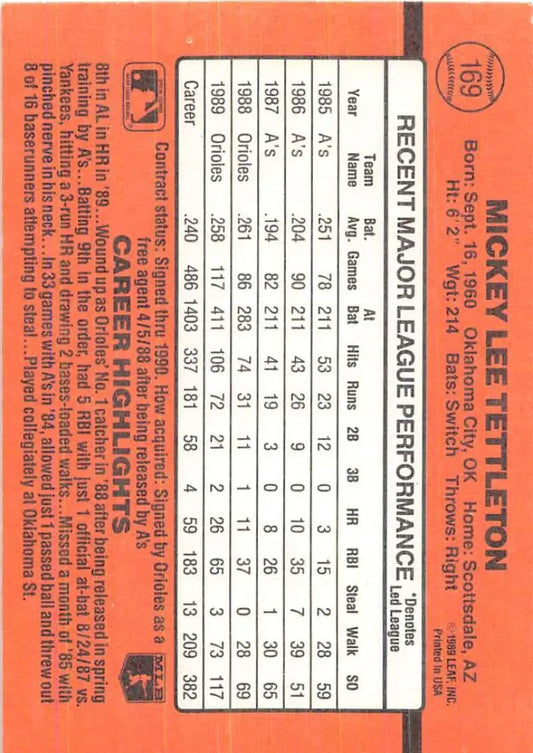 169
MICKEY LEE TETTLETON
Born: Sept. 16, 1960 Oklahoma City, OK Home: Scottsdale, AZ
Ht: 6' 2" Wgt: 214 Bats: Switch Throws: Right
©1989 LEAF, INC.
Printed in USA
RECENT MAJOR LEAGUE PERFORMANCE *Denotes Led League
Year Team Name Bat. Avg. Games At Bat Hits Runs 2B 3B HR RBI Steal Walk SO
1985 A's .251 78 211 53 23 12 0 3 15 2 28 59
1986 A's .204 90 211 43 26 9 0 10 35 7 39 51
1987 A's .194 82 211 41 19 3 0 8 26 1 30 65
1988 Orioles .261 86 283 74 31 11 1 11 37 0 28 69
1989 Orioles .258 117 411 106 72 21 2 26 65 3 73 117
Career .240 486 1403 337 181 58 4 59 183 13 209 382
Contract status: Signed thru 1990. How acquired: Signed by Orioles as a
free agent 4/5/88 after being released by A's
MLB
CAREER HIGHLIGHTS
8th in AL in HR in '89...Wound up as Orioles' No. 1 catcher in '88 after being released in spring
training by A's...Batting 9th in the order, had 5 RBI with just 1 official at-bat 8/24/87 vs.
Yankees, hitting a 3-run HR and drawing 2 bases-loaded walks...Missed a month of '85 with
pinched nerve in his neck...In 33 games with A's in '84, allowed just 1 passed ball and threw out
8 of 16 baserunners attempting to steal...Played collegiately at Oklahoma St.